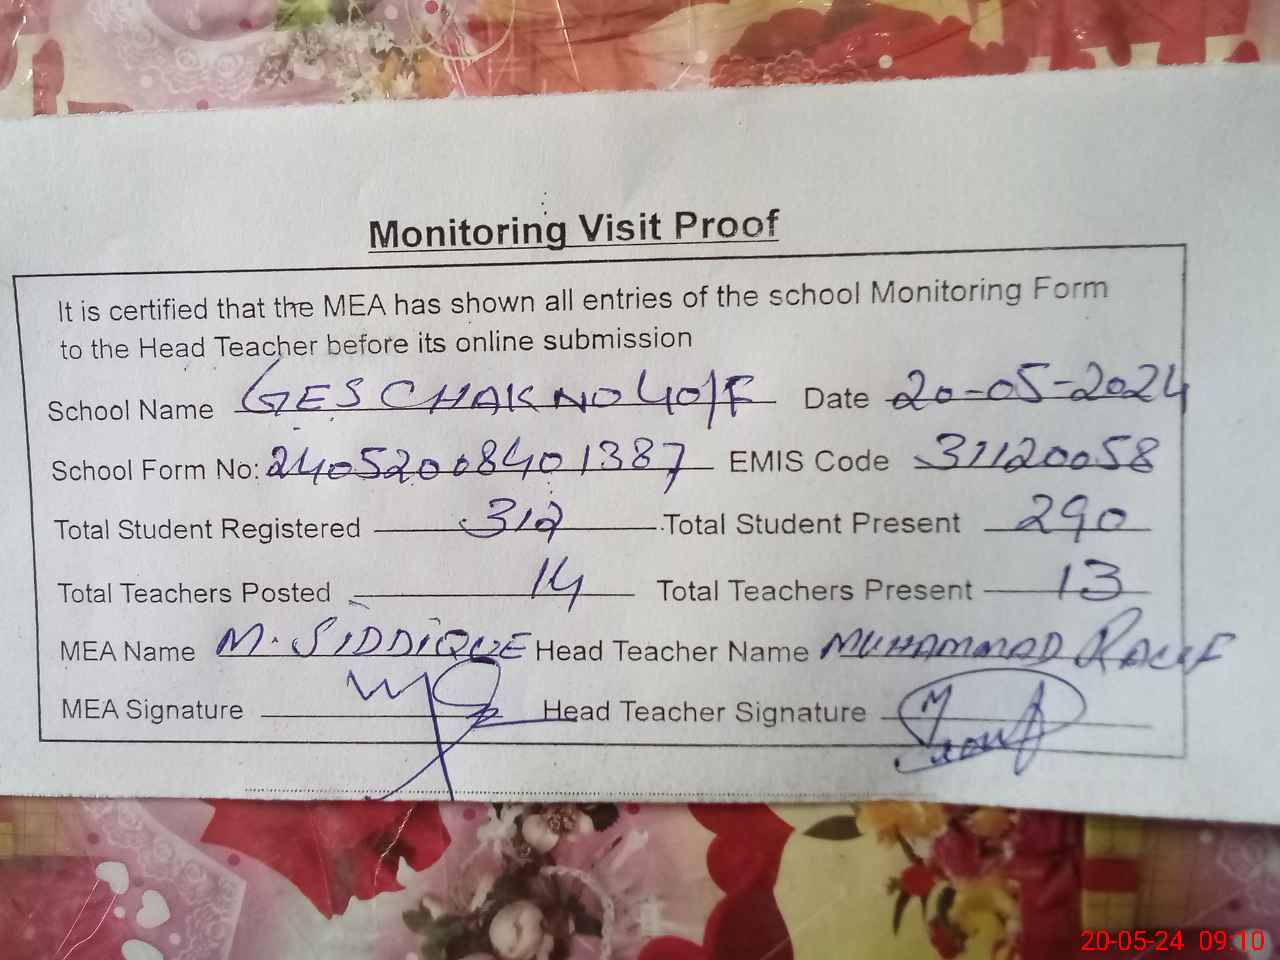 Monitoring Visit Proof
It is certified that the MEA has shown all entries of the school Monitoring Form
to the Head Teacher before its online submission
School Name GES CHAK NO 40/F Date 20-05-2024
School Form No: 24052008401387 EMIS Code 31120058
Total Student Registered 312 Total Student Present 290
Total Teachers Posted 14 Total Teachers Present 13
MEA Name M. SIDDIQUE Head Teacher Name MUHAMMAD RAUF
MEA Signature Head Teacher Signature
20-05-24 09:10